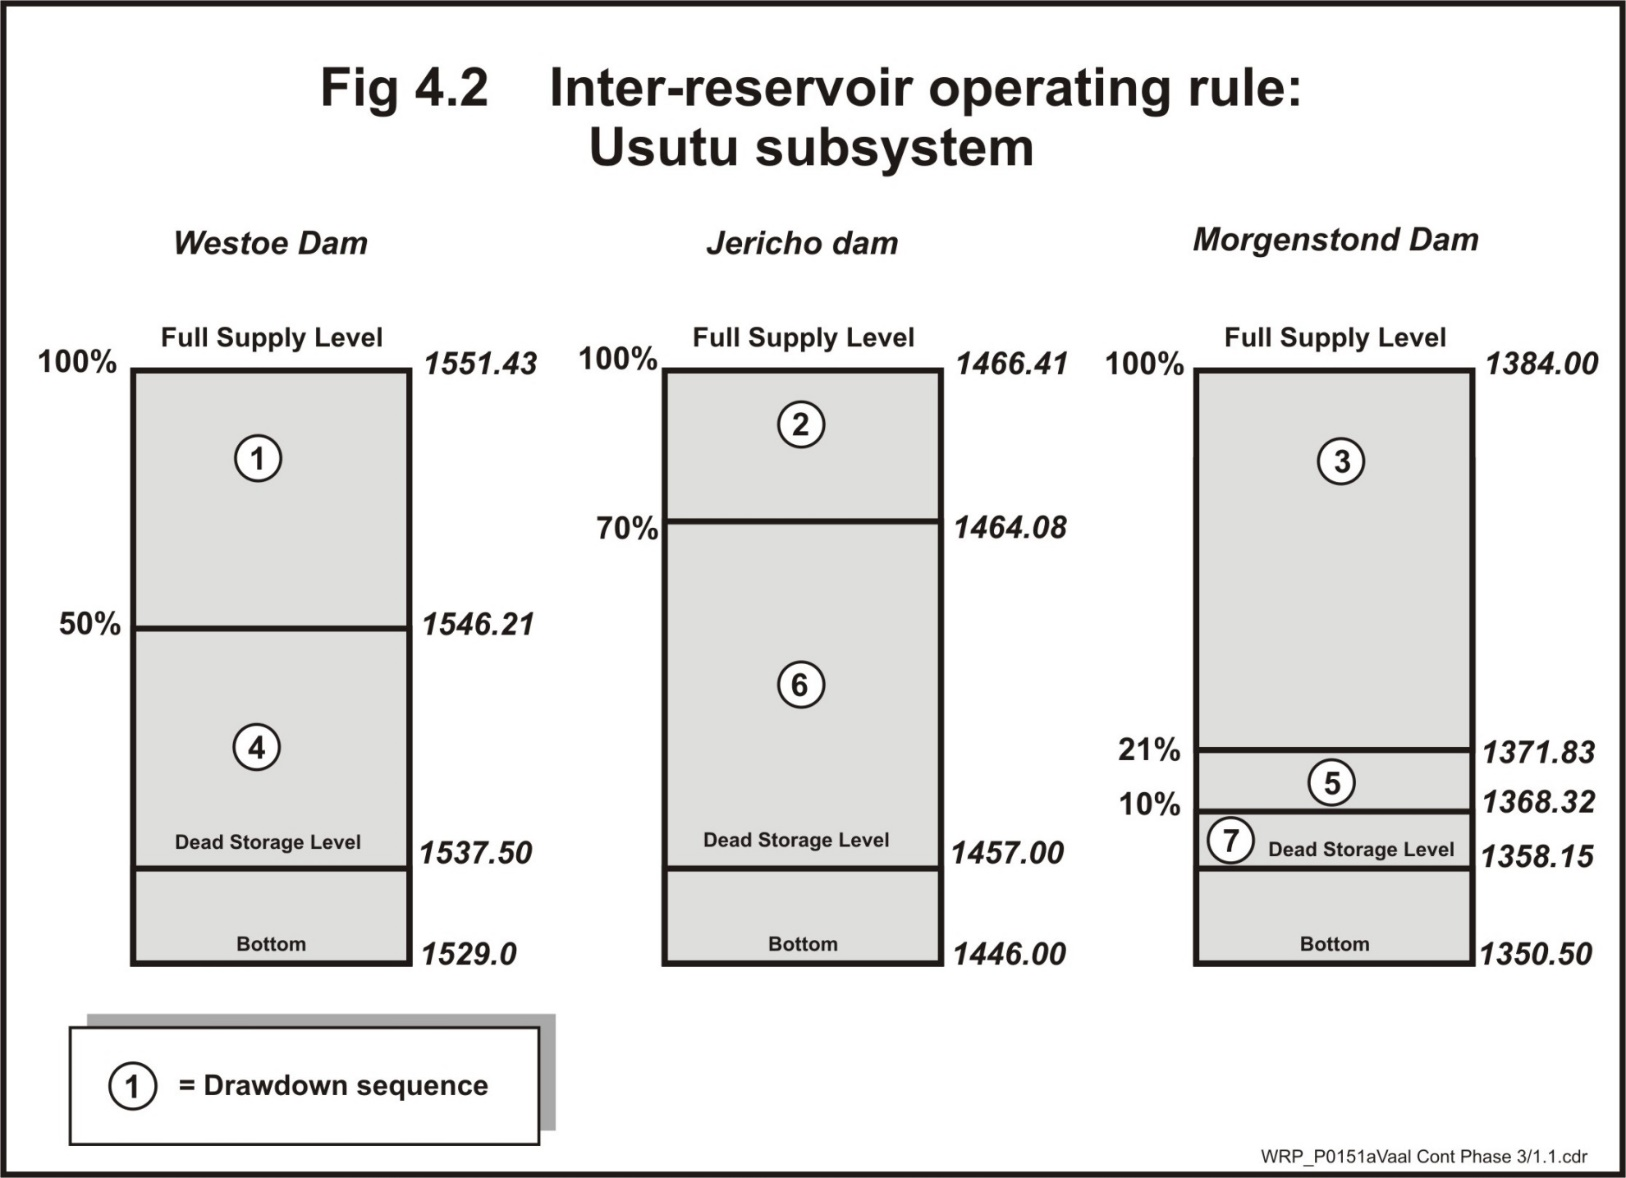 Fig 4.2 Inter-reservoir operating rule:
Usutu subsystem
Westoe Dam
Full Supply Level
100% 1551.43
1
50% 1546.21
4
Dead Storage Level
1537.50
Bottom
1529.0
Jericho dam
Full Supply Level
100% 1466.41
2
70% 1464.08
6
Dead Storage Level
1457.00
Bottom
1446.00
Morgenstond Dam
Full Supply Level
100% 1384.00
3
21% 1371.83
5
10% 1368.32
7 Dead Storage Level 1358.15
Bottom
1350.50
1 = Drawdown sequence
WRP_P0151aVaal Cont Phase 3/1.1.cdr